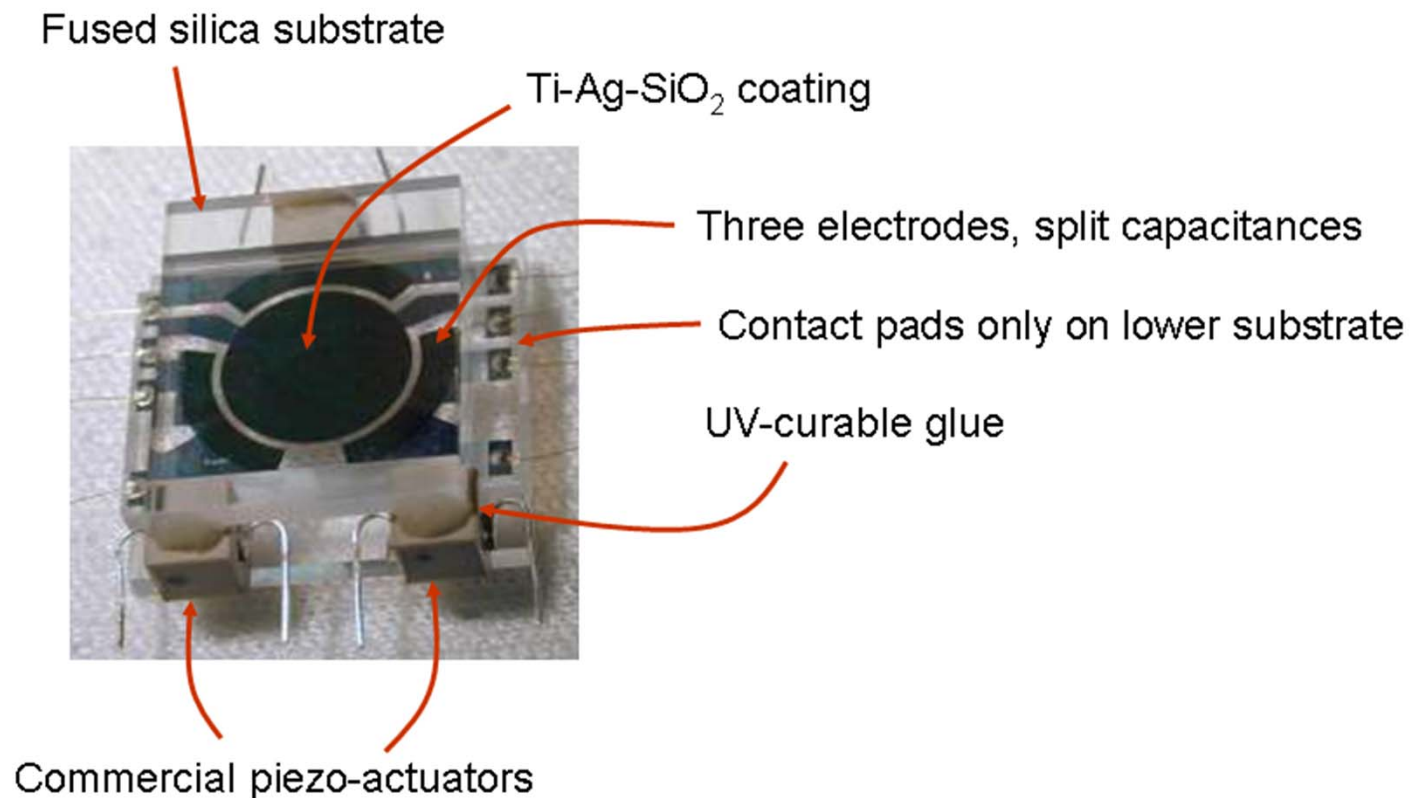 Fused silica substrate
Ti-Ag-SiO₂ coating
Three electrodes, split capacitances
Contact pads only on lower substrate
UV-curable glue
Commercial piezo-actuators